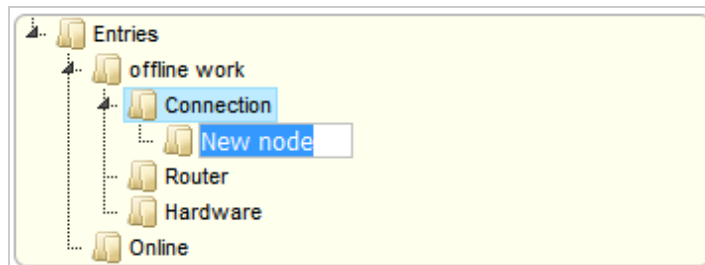 Entries
offline work
Connection
New node
Router
Hardware
Online